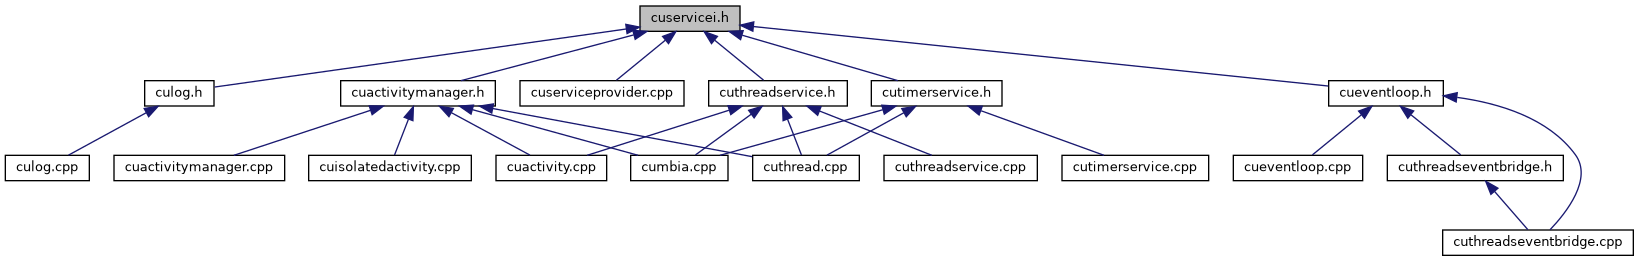 cuservicei.h
culog.h
cuactivitymanager.h
cuserviceprovider.cpp
cuthreadservice.h
cutimerservice.h
cueventloop.h
culog.cpp
cuactivitymanager.cpp
cuisolatedactivity.cpp
cuactivity.cpp
cumbia.cpp
cuthread.cpp
cuthreadservice.cpp
cutimerservice.cpp
cueventloop.cpp
cuthreadseventbridge.h
cuthreadseventbridge.cpp